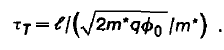 τ_T = ℓ/(√2m*qϕ₀ /m*) .